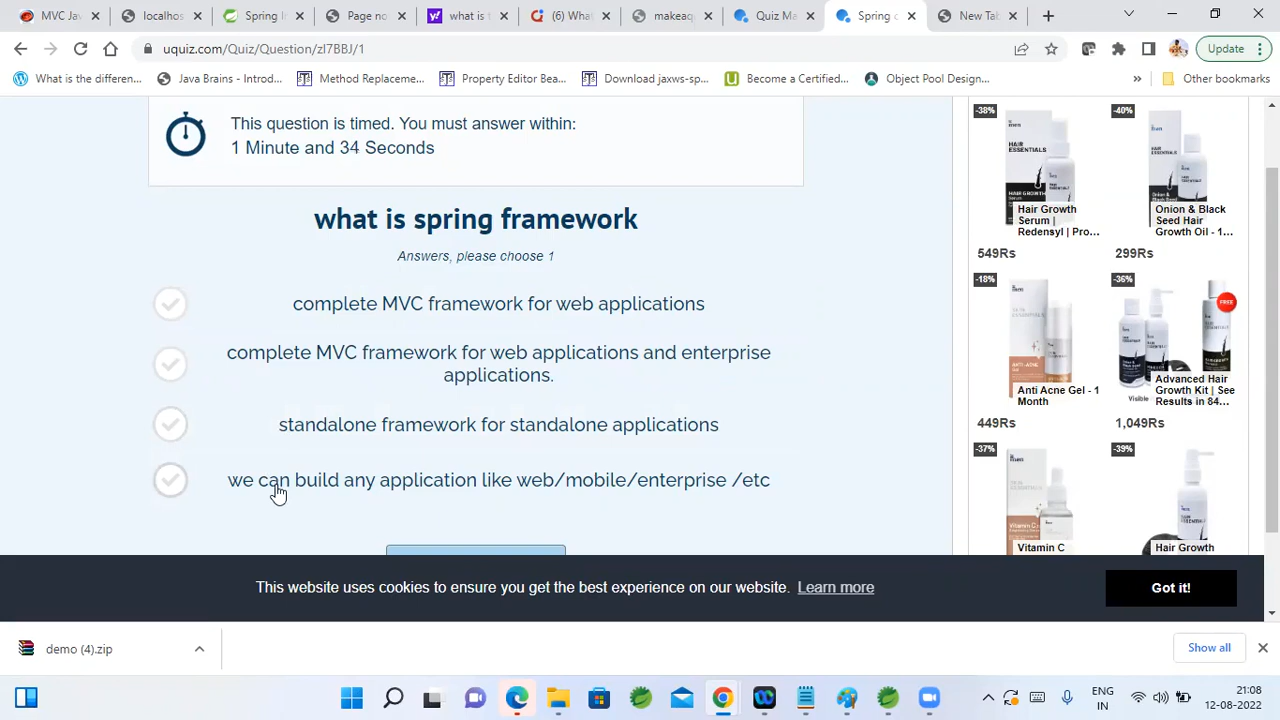 MVC Ja
localhos
Spring I
Page no
what is
(6) Wha
makeaq
Quiz Ma
Spring c
New Tab
uquiz.com/Quiz/Question/zI7BBJ/1
Update
What is the differen...
Java Brains - Introd...
Method Replaceme...
Property Editor Bea...
Download jaxws-sp...
Become a Certified...
Object Pool Design...
»
Other bookmarks
This question is timed. You must answer within:
1 Minute and 34 Seconds
what is spring framework
Answers, please choose 1
complete MVC framework for web applications
complete MVC framework for web applications and enterprise
applications.
standalone framework for standalone applications
we can build any application like web/mobile/enterprise /etc
-38%
HAIR
ESSENTIALS
Hair Growth
Serum |
Redensyl | Pro...
549Rs
-40%
Onion & Black
Seed Hair
Growth Oil - 1...
299Rs
-18%
Anti Acne Gel - 1
Month
449Rs
-36%
FREE
Advanced Hair
Growth Kit | See
Results in 84...
1,049Rs
-37%
Vitamin C
-39%
Hair Growth
This website uses cookies to ensure you get the best experience on our website. Learn more
Got it!
demo (4).zip
Show all
ENG
IN
21:08
12-08-2022